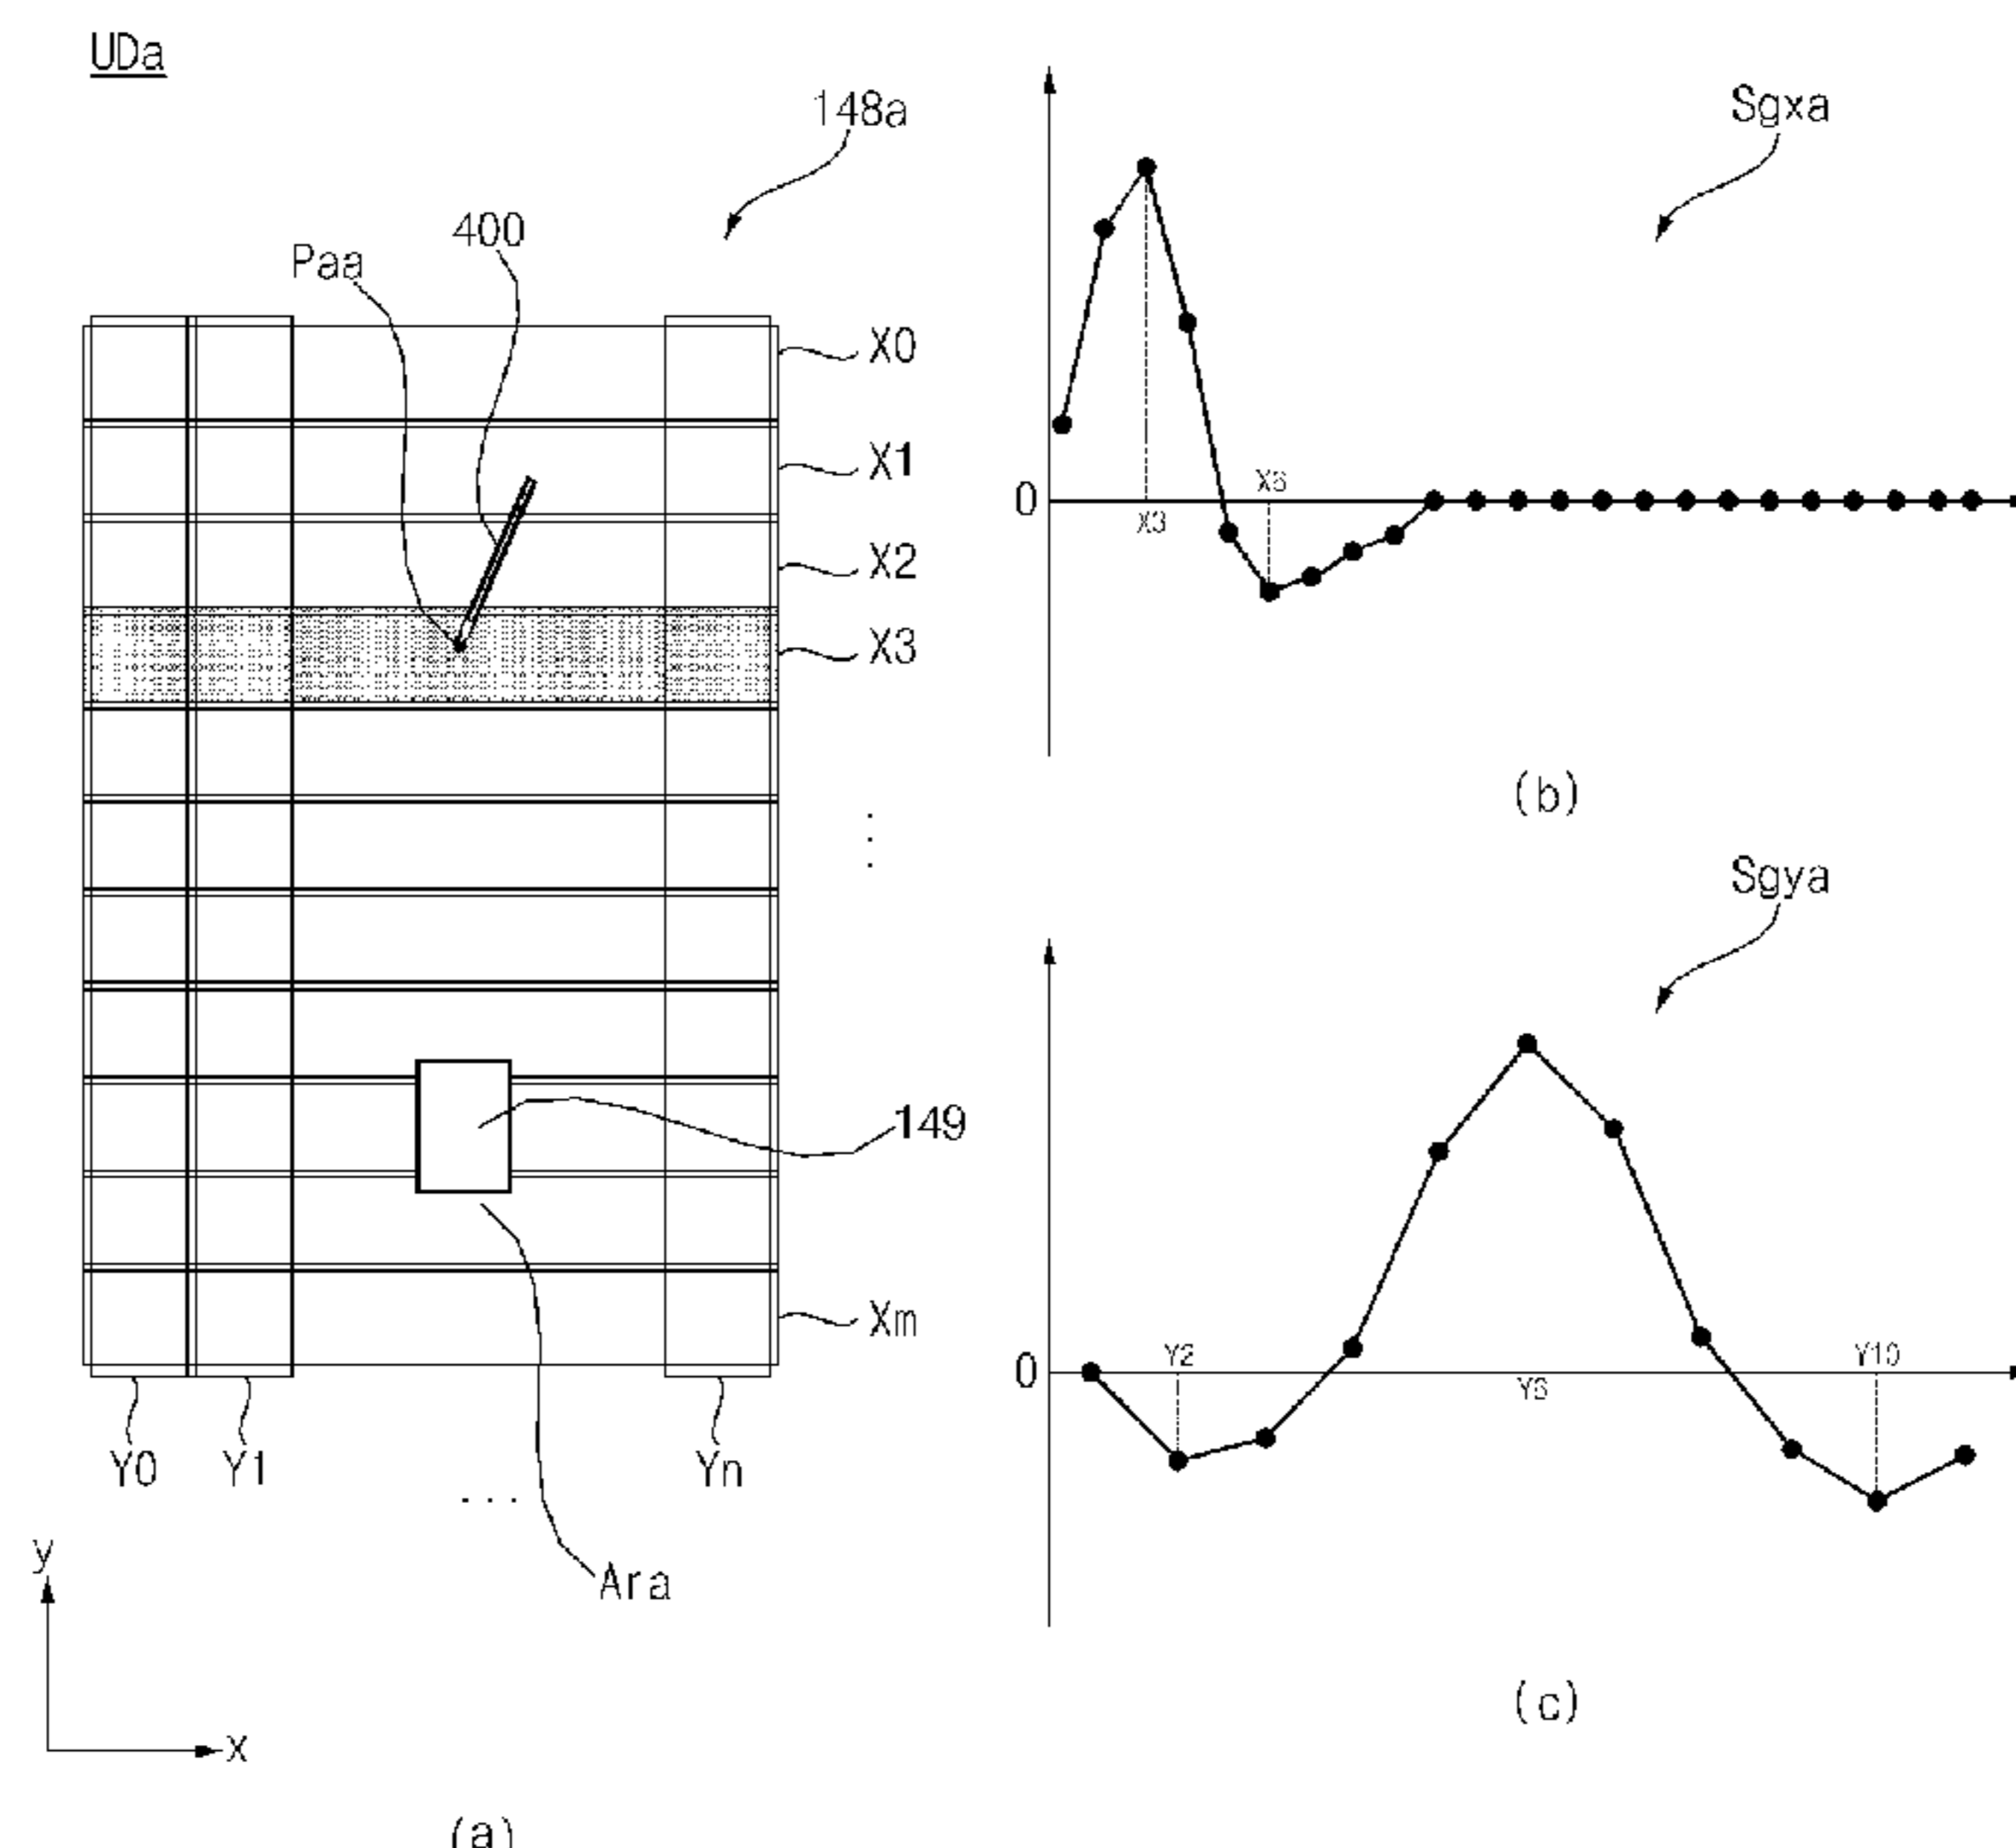 UDa
148a
400
Paa
X0
X1
X2
X3
⋮
149
Xm
Y0
Y1
...
Yn
Ara
y
x
(a)
Sgxa
0
X3
(b)
Sgya
0
Y2
Y10
(c)